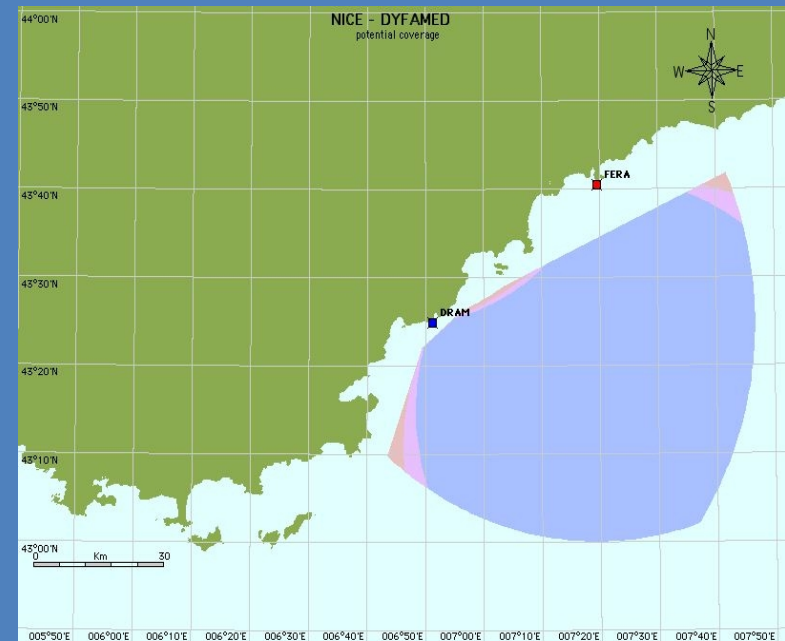 NICE - DYFAMED
potential coverage
44°00'N
N
W E
S
43°50'N
FERA
43°40'N
43°30'N
DRAM
43°20'N
43°10'N
43°00'N
0 Km 30
005°50'E 006°00'E 006°10'E 006°20'E 006°30'E 006°40'E 006°50'E 007°00'E 007°10'E 007°20'E 007°30'E 007°40'E 007°50'E